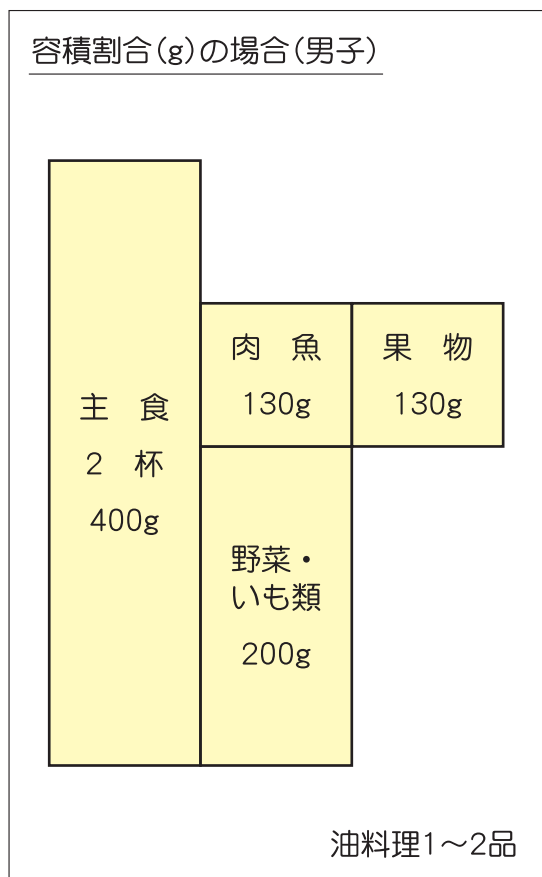 容積割合(g)の場合(男子)
主 食
2 杯
400g
肉 魚
130g
果 物
130g
野菜・
いも類
200g
油料理1～2品